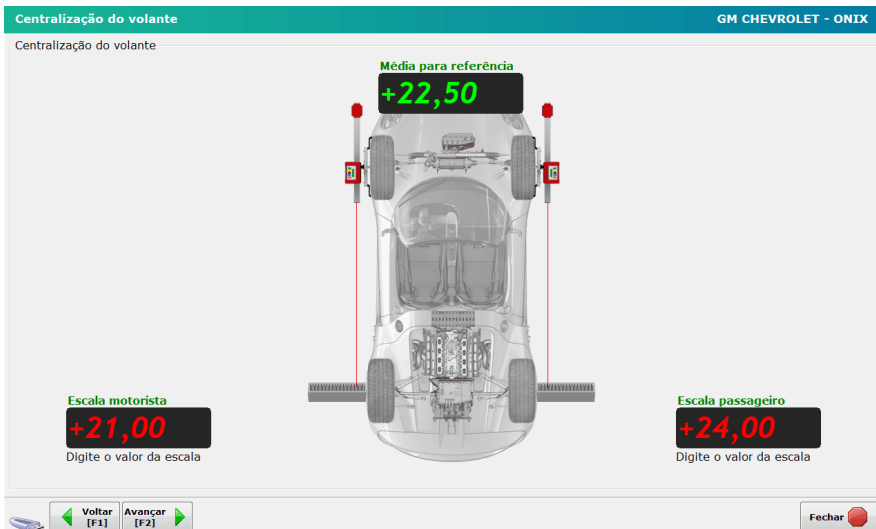 Centralização do volante
GM CHEVROLET - ONIX
Centralização do volante
Média para referência
+22,50
Escala motorista
+21,00
Digite o valor da escala
Escala passageiro
+24,00
Digite o valor da escala
Voltar
[F1]
Avançar
[F2]
Fechar